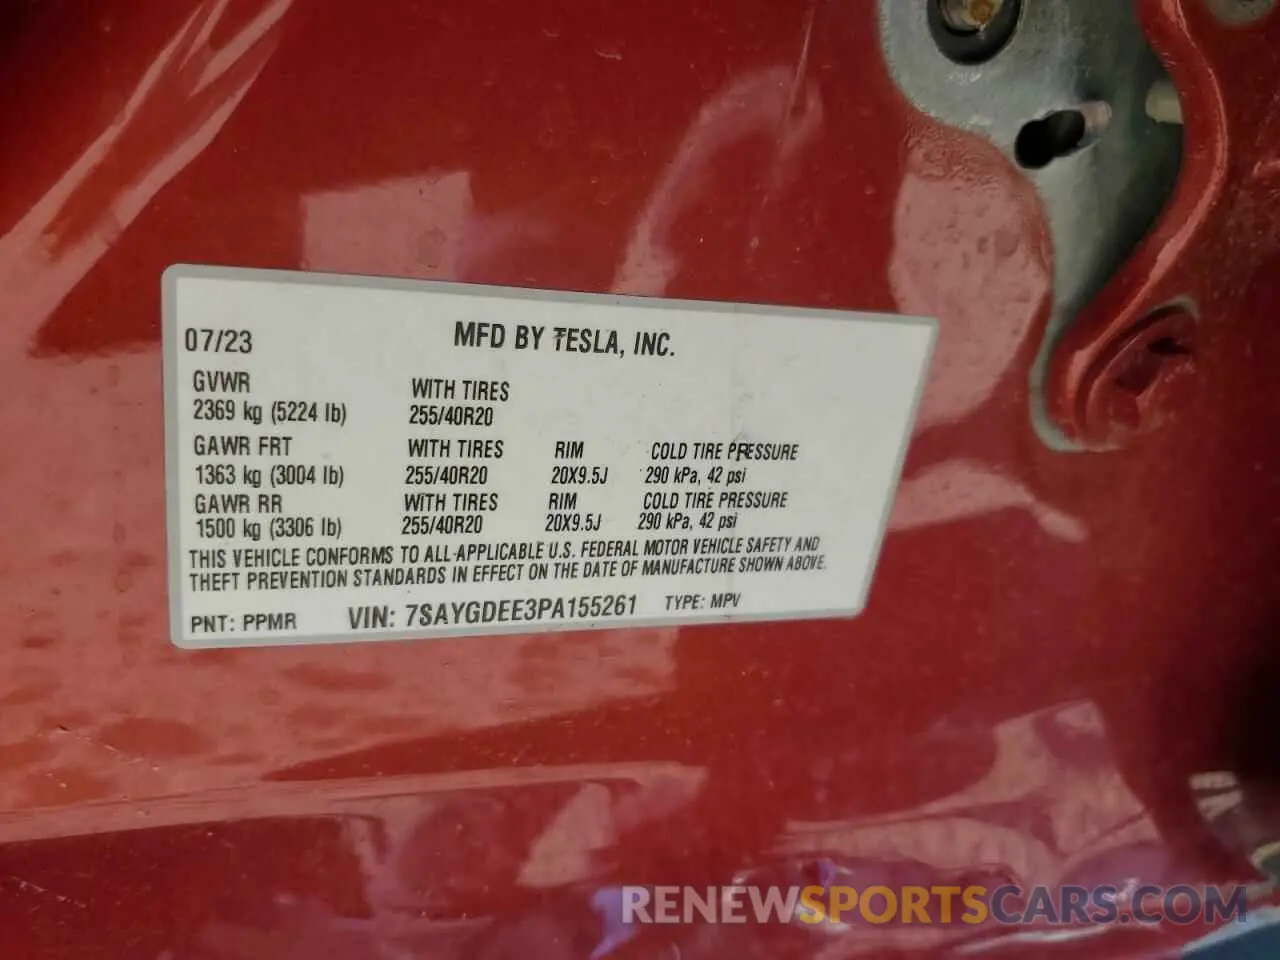 07/23 MFD BY TESLA, INC.
GVWR WITH TIRES
2369 kg (5224 lb) 255/40R20
GAWR FRT WITH TIRES RIM COLD TIRE PRESSURE
1363 kg (3004 lb) 255/40R20 20X9.5J 290 kPa, 42 psi
GAWR RR WITH TIRES RIM COLD TIRE PRESSURE
1500 kg (3306 lb) 255/40R20 20X9.5J 290 kPa, 42 psi
THIS VEHICLE CONFORMS TO ALL APPLICABLE U.S. FEDERAL MOTOR VEHICLE SAFETY AND
THEFT PREVENTION STANDARDS IN EFFECT ON THE DATE OF MANUFACTURE SHOWN ABOVE.
PNT: PPMR VIN: 7SAYGDEE3PA155261 TYPE: MPV
RENEWSPORTSCARS.COM